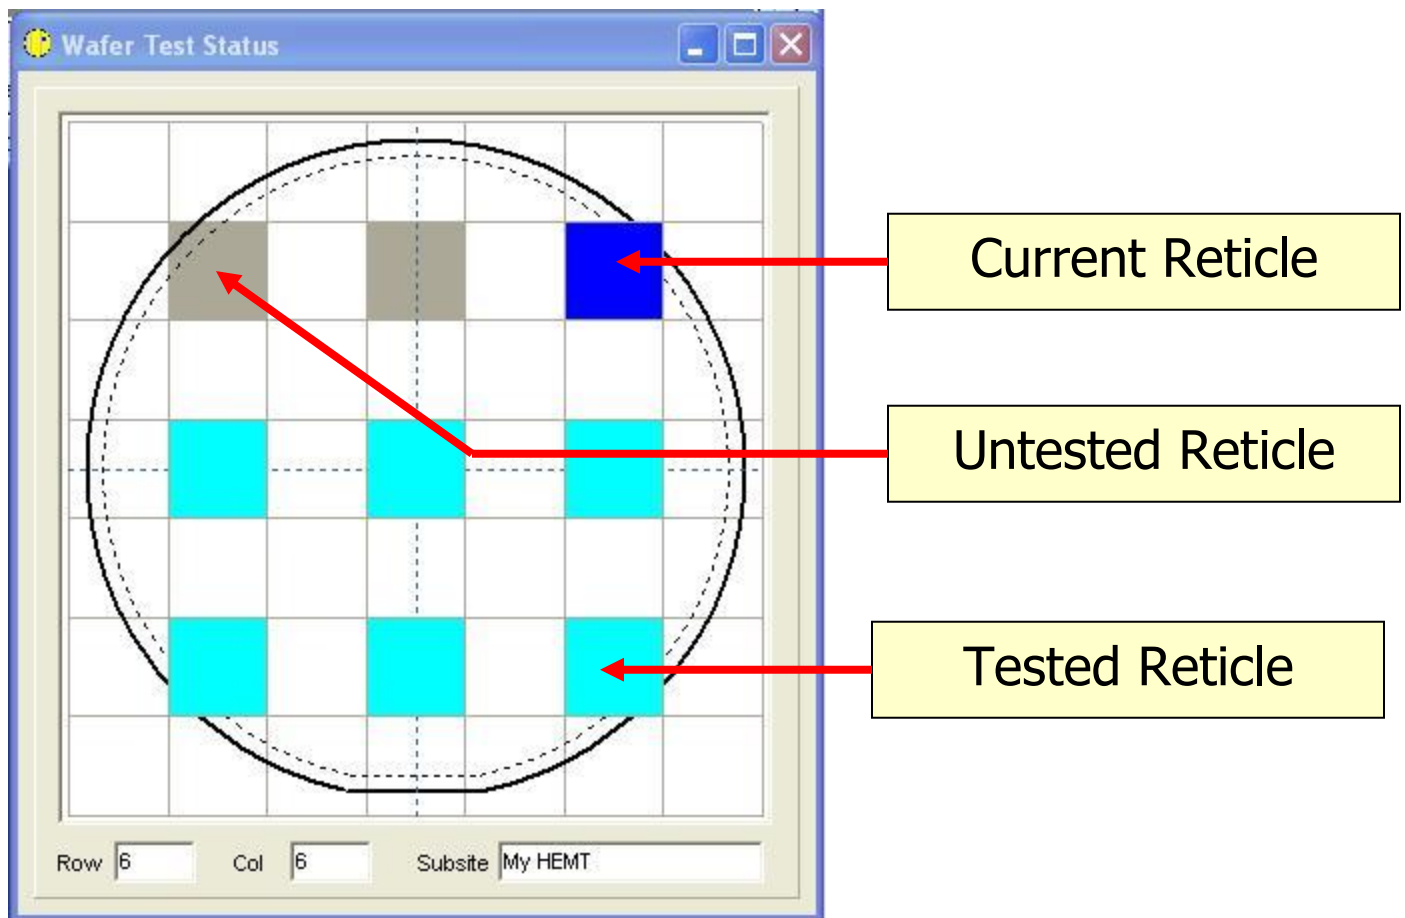 Wafer Test Status
Current Reticle
Untested Reticle
Tested Reticle
Row 6 Col 6 Subsite My HEMT